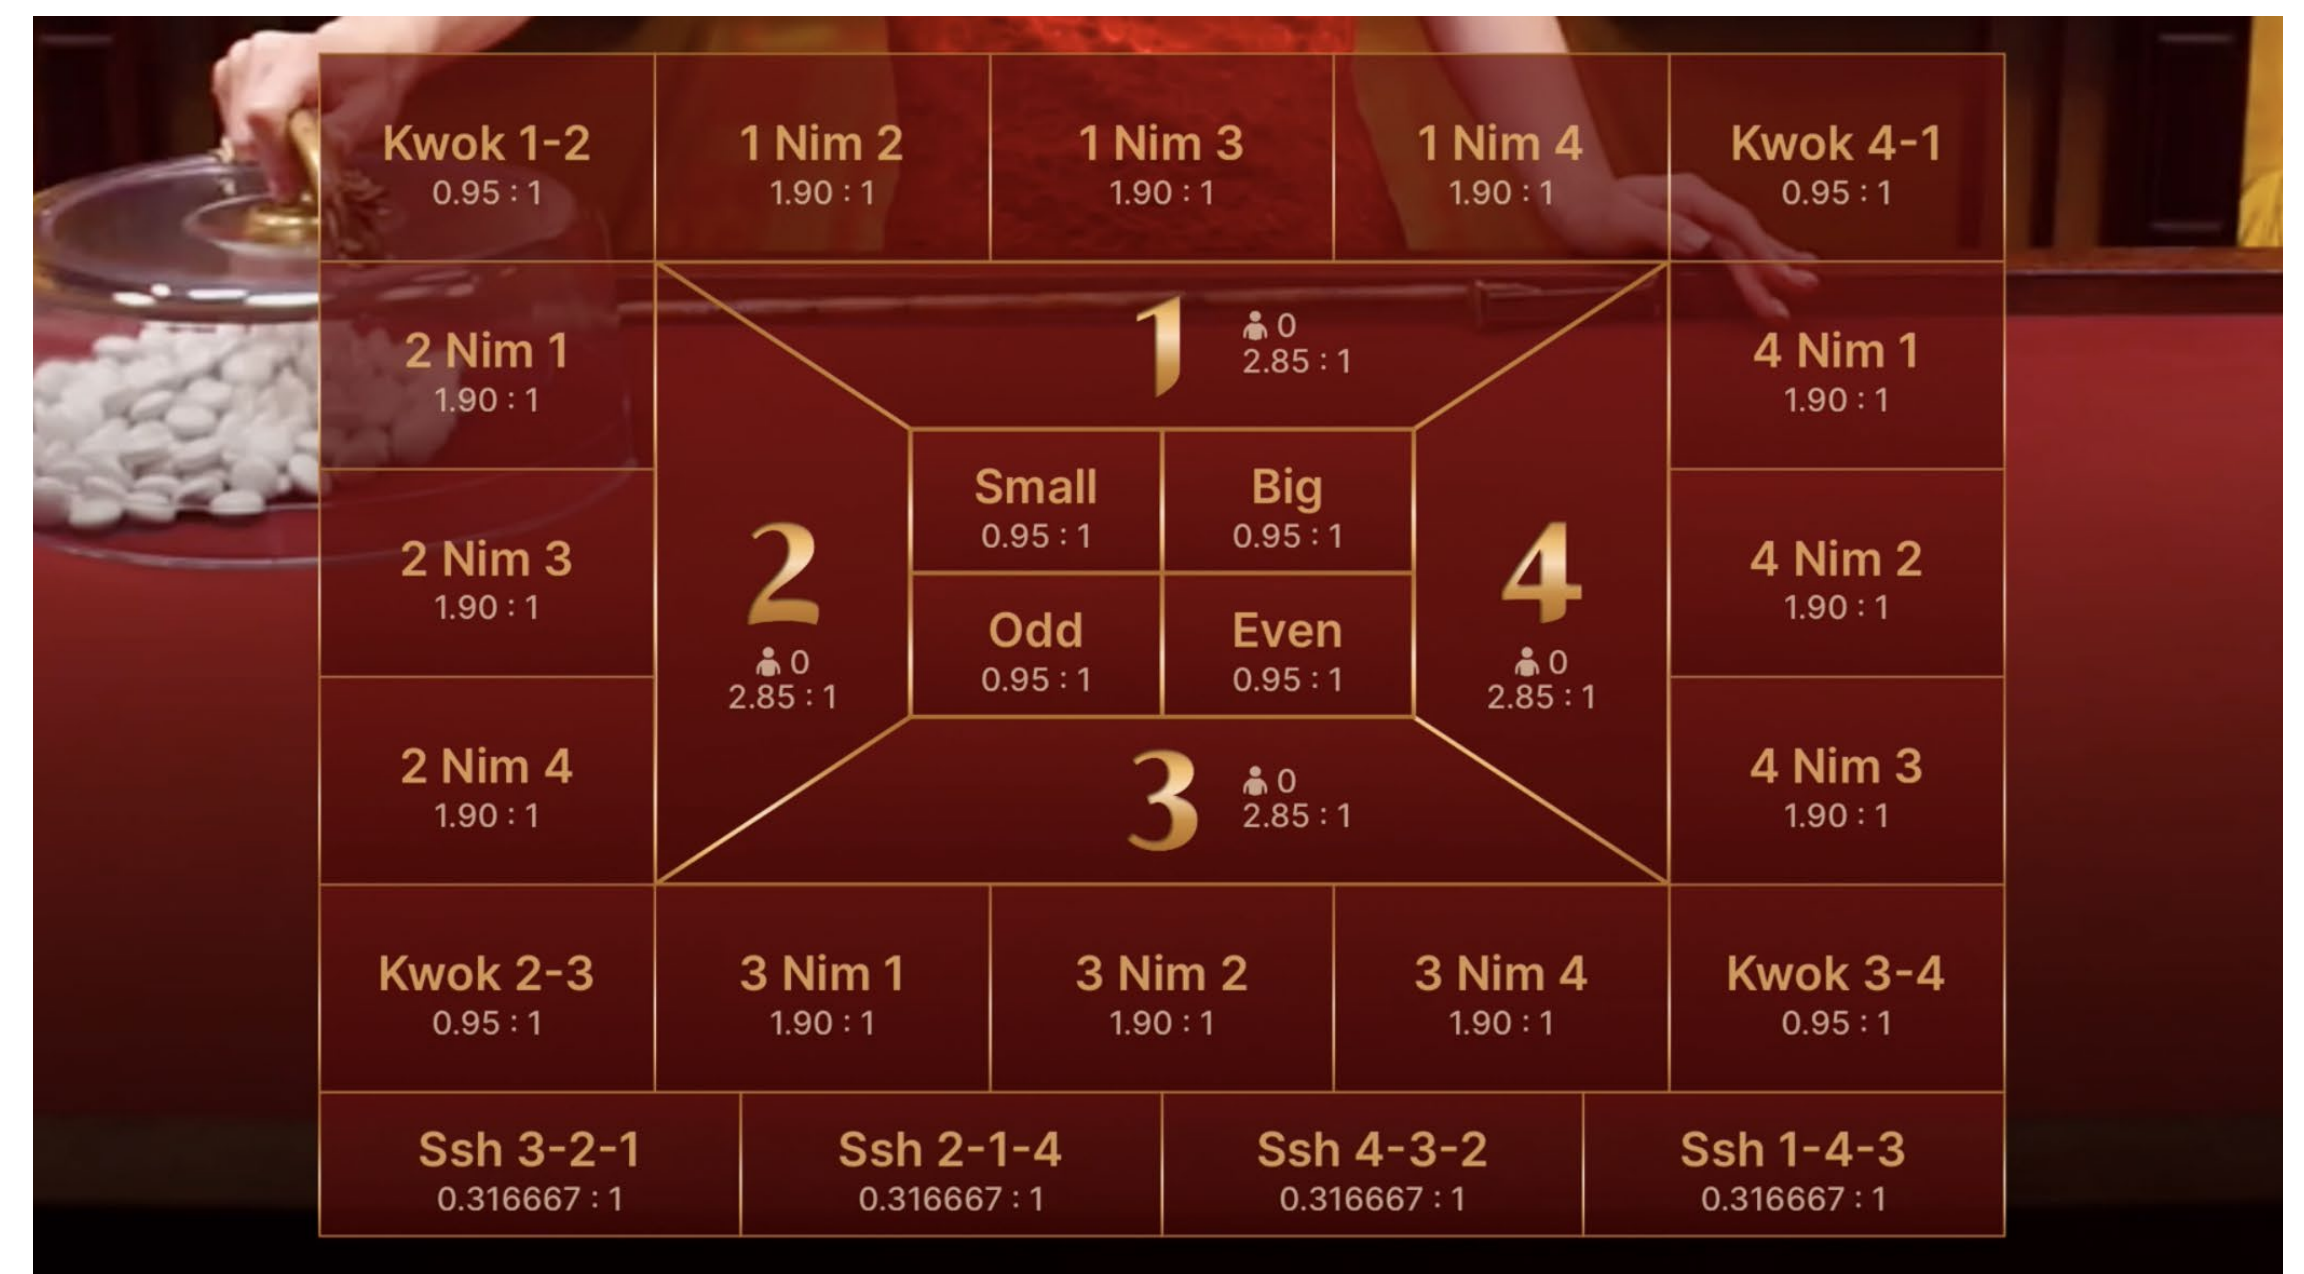 Kwok 1-2
0.95 : 1
1 Nim 2
1.90 : 1
1 Nim 3
1.90 : 1
1 Nim 4
1.90 : 1
Kwok 4-1
0.95 : 1
2 Nim 1
1.90 : 1
1
0
2.85 : 1
4 Nim 1
1.90 : 1
2 Nim 3
1.90 : 1
2
0
2.85 : 1
Small
0.95 : 1
Big
0.95 : 1
Odd
0.95 : 1
Even
0.95 : 1
4
0
2.85 : 1
4 Nim 2
1.90 : 1
2 Nim 4
1.90 : 1
3
0
2.85 : 1
4 Nim 3
1.90 : 1
Kwok 2-3
0.95 : 1
3 Nim 1
1.90 : 1
3 Nim 2
1.90 : 1
3 Nim 4
1.90 : 1
Kwok 3-4
0.95 : 1
Ssh 3-2-1
0.316667 : 1
Ssh 2-1-4
0.316667 : 1
Ssh 4-3-2
0.316667 : 1
Ssh 1-4-3
0.316667 : 1